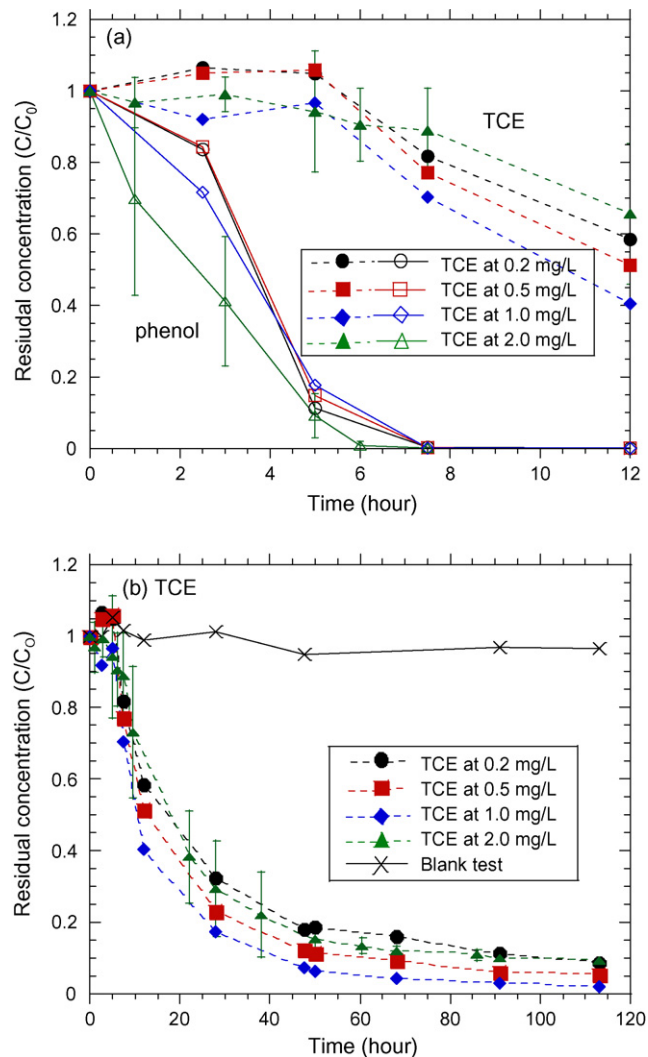 (a)
1.2
1
0.8
0.6
0.4
0.2
0
Resiudal concentration (C/C0)
TCE
phenol
TCE at 0.2 mg/L
TCE at 0.5 mg/L
TCE at 1.0 mg/L
TCE at 2.0 mg/L
0 2 4 6 8 10 12
Time (hour)
(b) TCE
1.2
1
0.8
0.6
0.4
0.2
0
Residual concentration (C/CO)
TCE at 0.2 mg/L
TCE at 0.5 mg/L
TCE at 1.0 mg/L
TCE at 2.0 mg/L
Blank test
0 20 40 60 80 100 120
Time (hour)